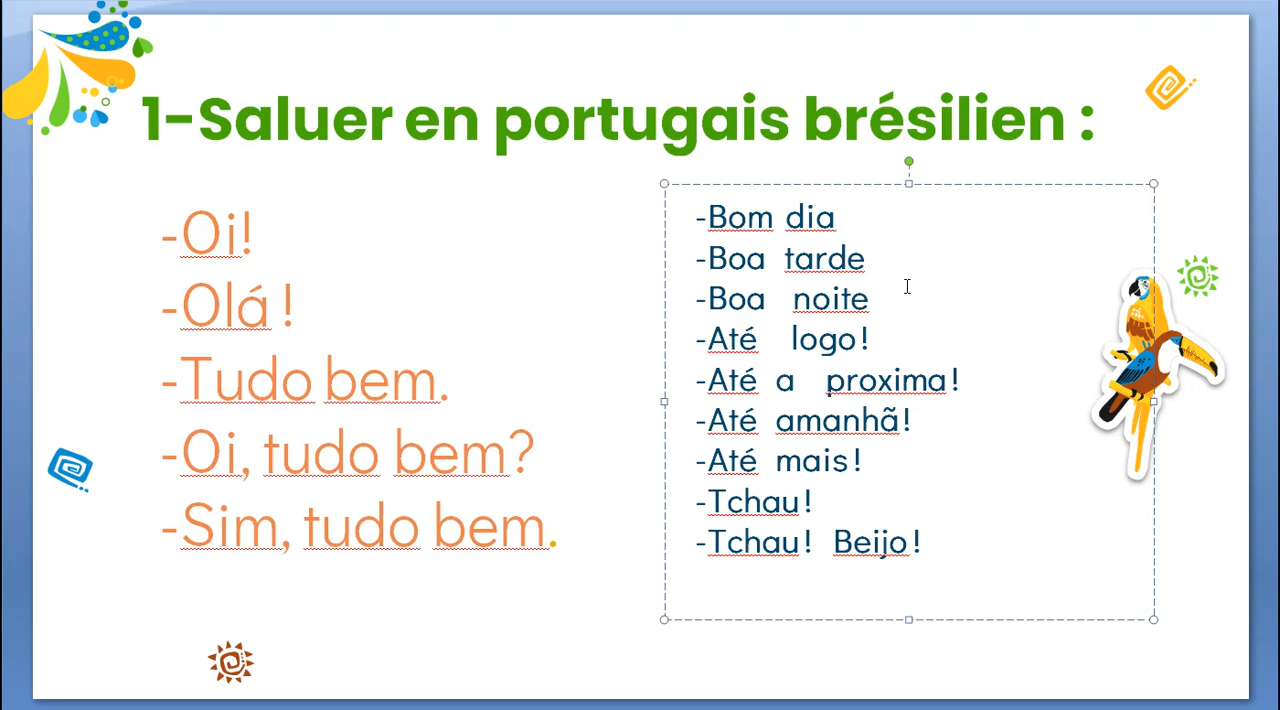 1-Saluer en portugais brésilien :
-Oi!
-Olá !
-Tudo bem.
-Oi, tudo bem?
-Sim, tudo bem.
-Bom dia
-Boa tarde
-Boa noite
-Até logo!
-Até a proxima!
-Até amanhã!
-Até mais!
-Tchau!
-Tchau! Beijo!